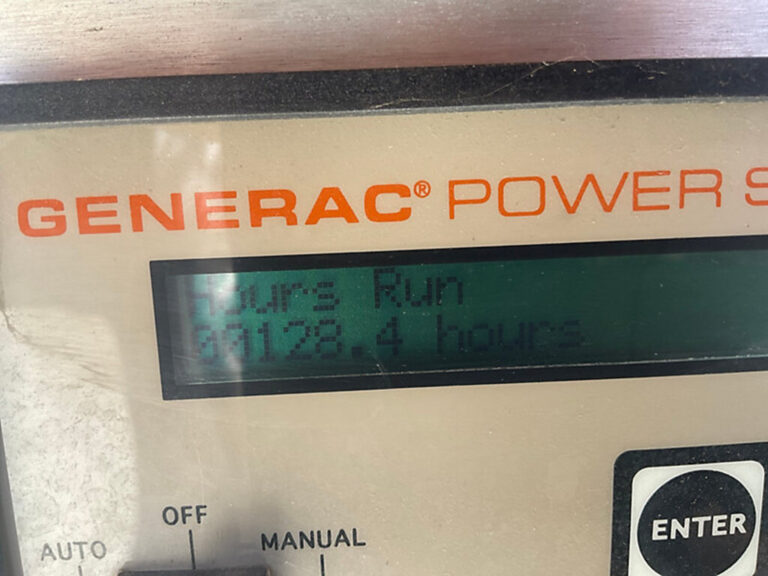 GENERAC® POWER S
Hours Run
00128.4 hours
OFF
AUTO
MANUAL
ENTER